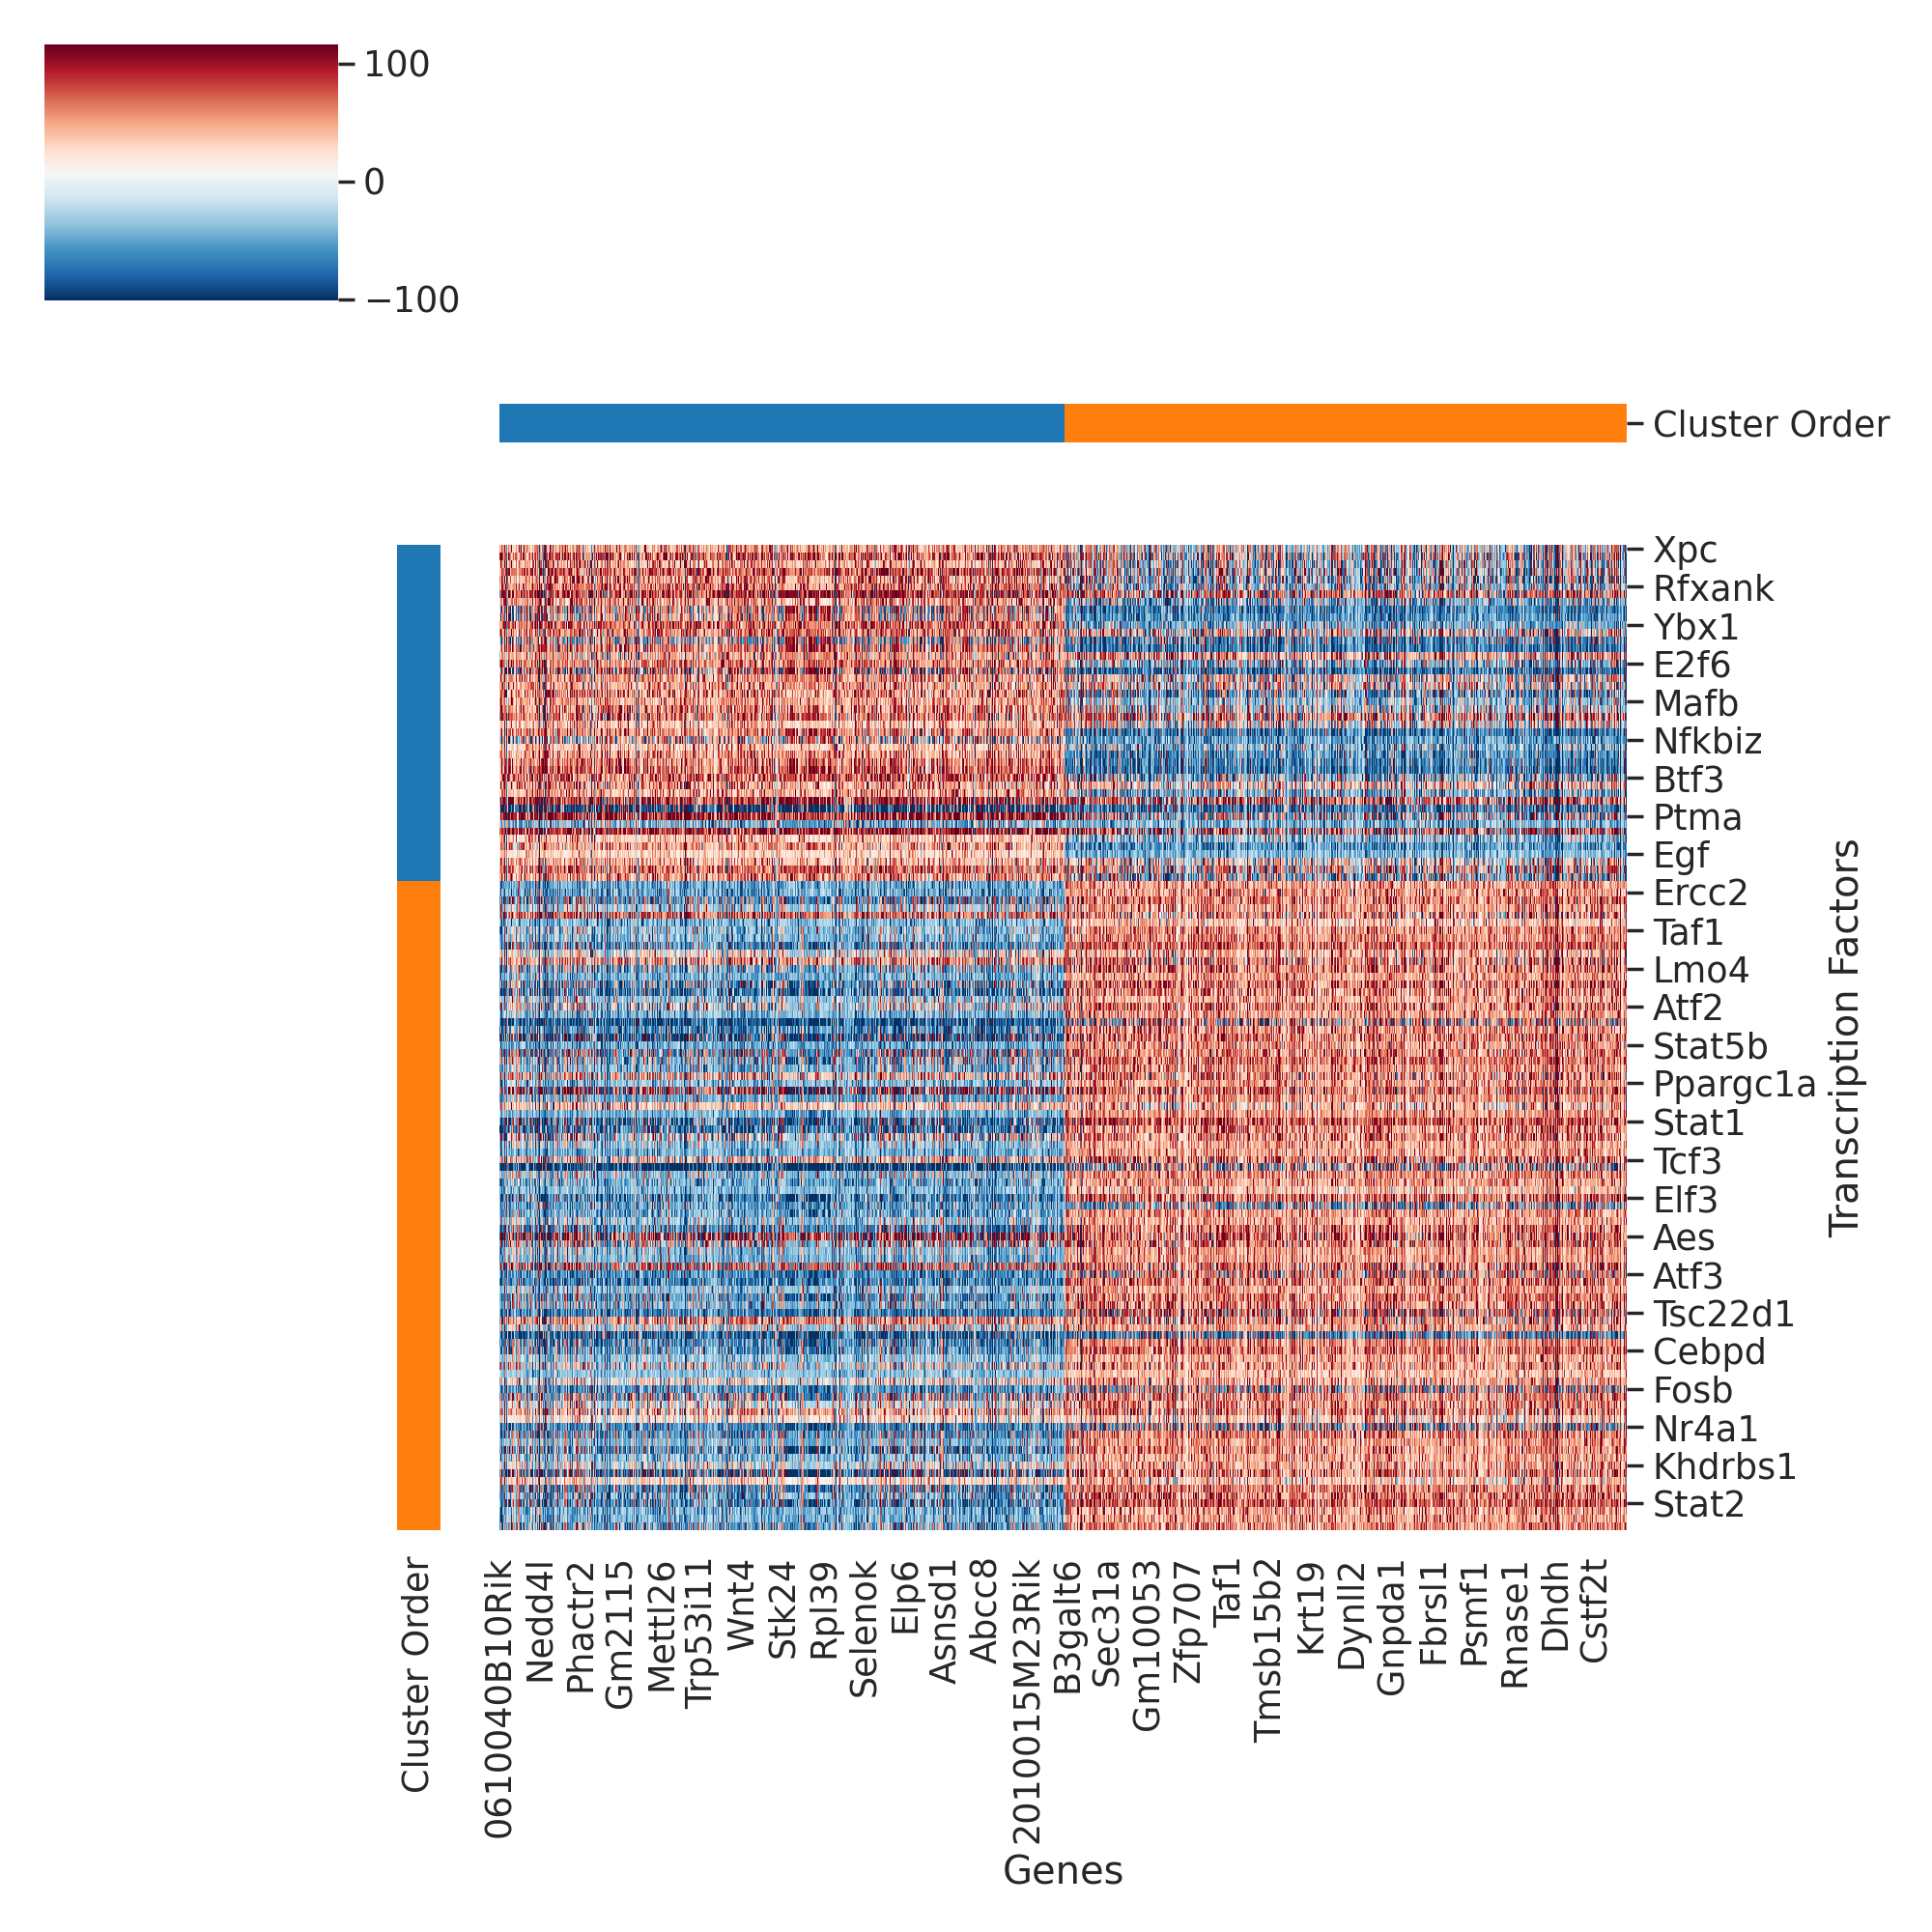 100
0
−100
Cluster Order
Xpc
Rfxank
Ybx1
E2f6
Mafb
Nfkbiz
Btf3
Ptma
Egf
Ercc2
Taf1
Lmo4
Atf2
Stat5b
Ppargc1a
Stat1
Tcf3
Elf3
Aes
Atf3
Tsc22d1
Cebpd
Fosb
Nr4a1
Khdrbs1
Stat2
Transcription Factors
Cluster Order
0610040B10Rik
Nedd4l
Phactr2
Gm2115
Mettl26
Trp53i11
Wnt4
Stk24
Rpl39
Selenok
Elp6
Asnsd1
Abcc8
2010015M23Rik
B3galt6
Sec31a
Gm10053
Zfp707
Taf1
Tmsb15b2
Krt19
Dynll2
Gnpda1
Fbrsl1
Psmf1
Rnase1
Dhdh
Cstf2t
Genes